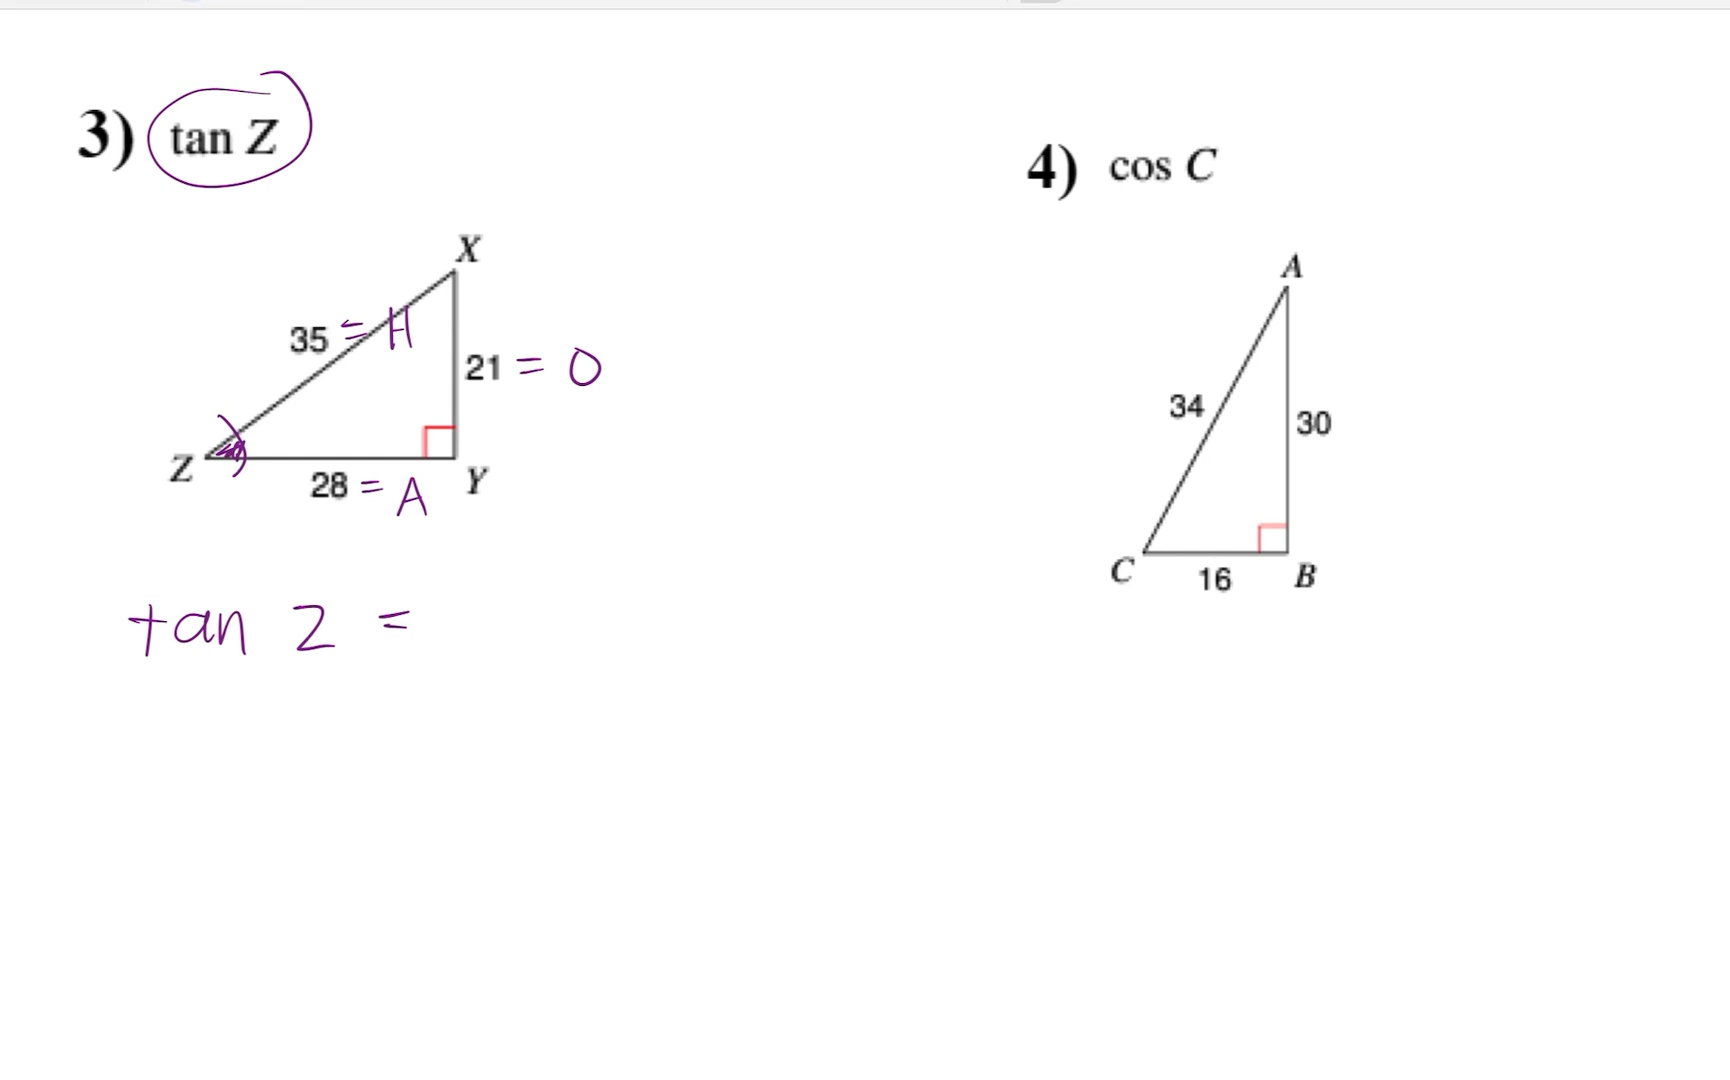 3) tan Z
4) cos C
X
35 = H
21 = O
Z
28 = A
Y
tan Z =
A
34
30
C
16
B